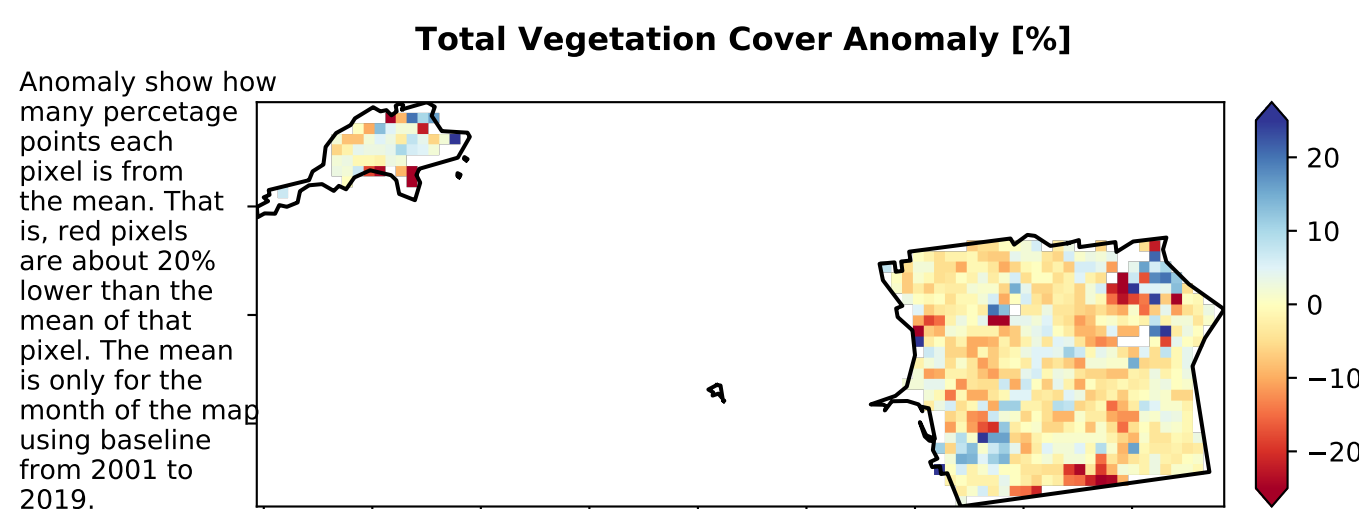 Total Vegetation Cover Anomaly [%]
Anomaly show how
many percetage
points each
pixel is from
the mean. That
is, red pixels
are about 20%
lower than the
mean of that
pixel. The mean
is only for the
month of the map
using baseline
from 2001 to
2019.
20
10
0
−10
−20